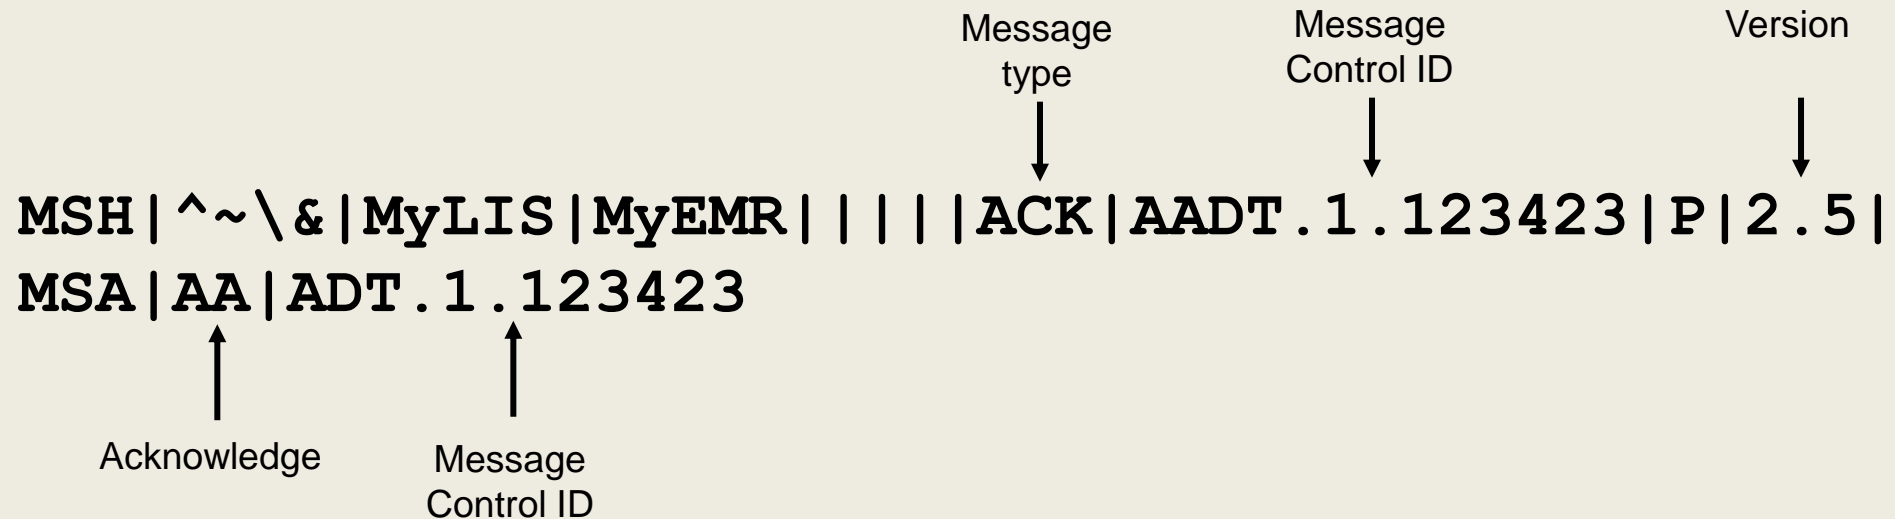 Message
type
Message
Control ID
Version
MSH|^~\&|MyLIS|MyEMR|||||ACK|AADT.1.123423|P|2.5|
MSA|AA|ADT.1.123423
Acknowledge
Message
Control ID